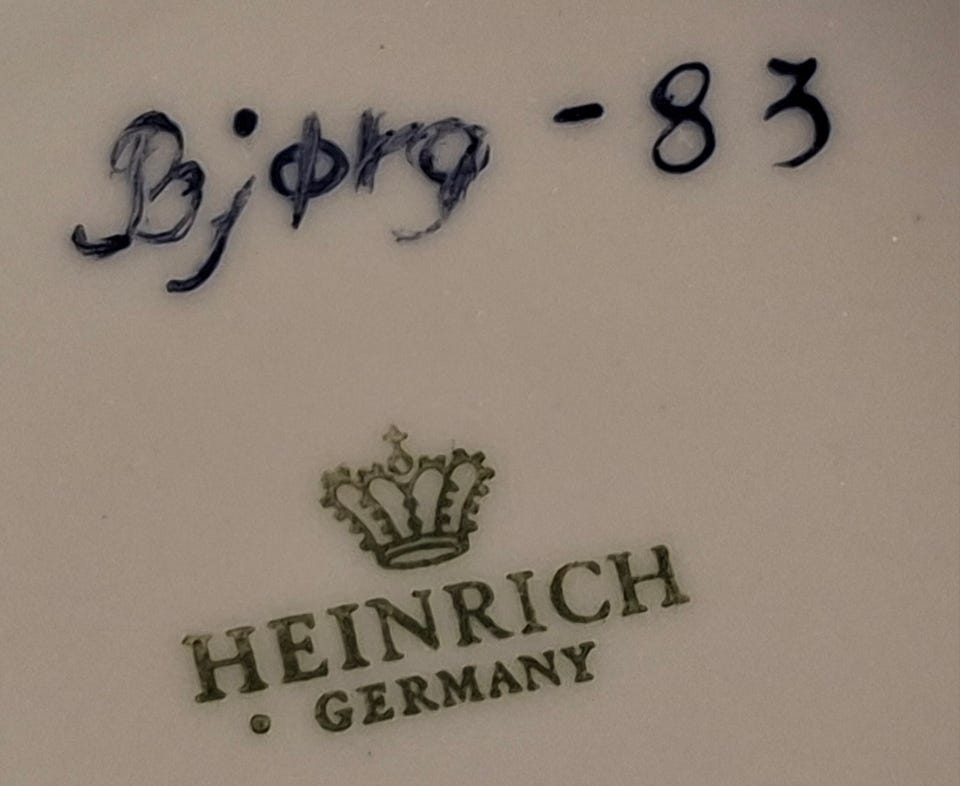 Bjørg - 83
HEINRICH
• GERMANY